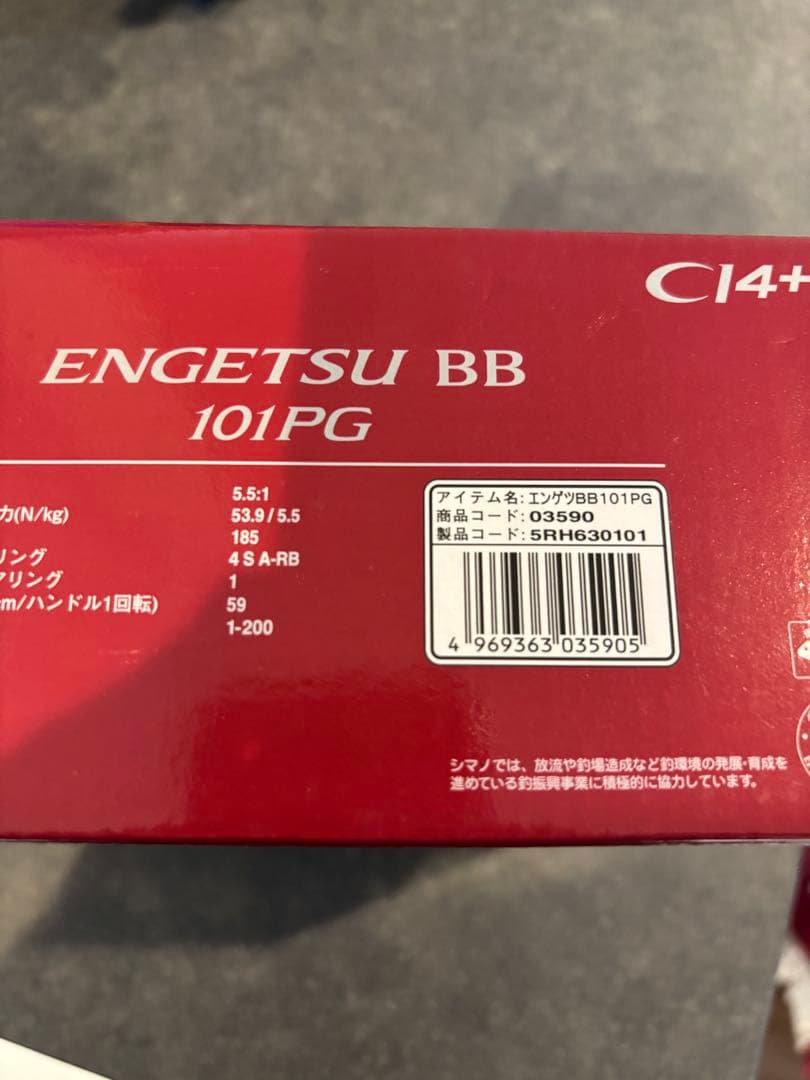 CI4+
ENGETSU BB
101PG
5.5:1
力(N/kg) 53.9 / 5.5
185
リング 4 S A-RB
アリング 1
cm/ハンドル1回転) 59
1-200
アイテム名: エンゲツBB101PG
商品コード: 03590
製品コード: 5RH630101
4 969363 035905
シマノでは、放流や釣場造成など釣環境の発展・育成を
進めている釣振興事業に積極的に協力しています。